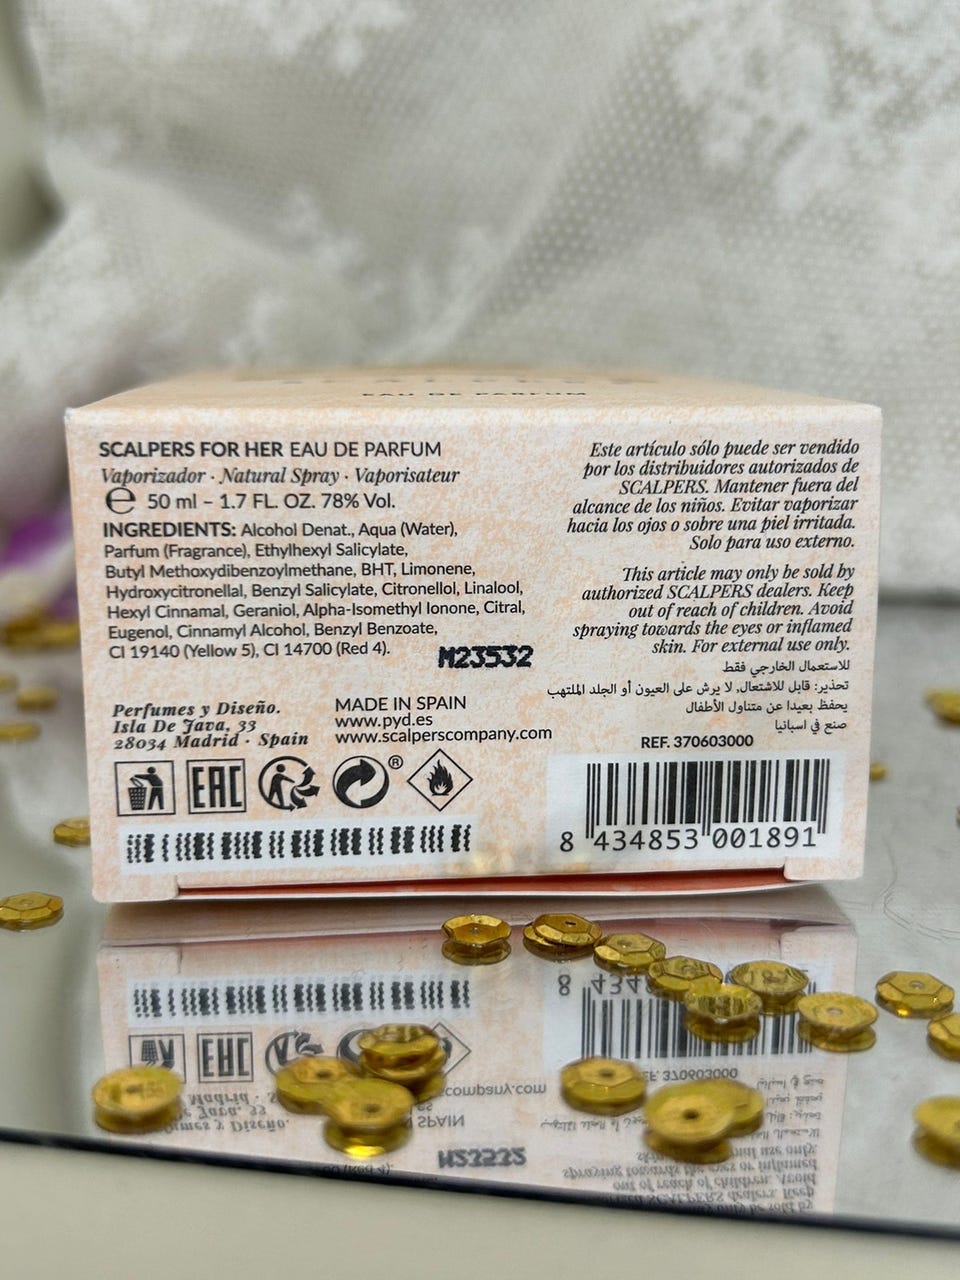 EAU DE PARFUM
SCALPERS FOR HER EAU DE PARFUM
Vaporizador · Natural Spray · Vaporisateur
℮ 50 ml – 1.7 FL. OZ. 78% Vol.
INGREDIENTS: Alcohol Denat., Aqua (Water),
Parfum (Fragrance), Ethylhexyl Salicylate,
Butyl Methoxydibenzoylmethane, BHT, Limonene,
Hydroxycitronellal, Benzyl Salicylate, Citronellol, Linalool,
Hexyl Cinnamal, Geraniol, Alpha-Isomethyl Ionone, Citral,
Eugenol, Cinnamyl Alcohol, Benzyl Benzoate,
CI 19140 (Yellow 5), CI 14700 (Red 4).
M23532
Perfumes y Diseño.
Isla De Java, 33
28034 Madrid · Spain
MADE IN SPAIN
www.pyd.es
www.scalperscompany.com
EAC
®
Este artículo sólo puede ser vendido
por los distribuidores autorizados de
SCALPERS. Mantener fuera del
alcance de los niños. Evitar vaporizar
hacia los ojos o sobre una piel irritada.
Solo para uso externo.
This article may only be sold by
authorized SCALPERS dealers. Keep
out of reach of children. Avoid
spraying towards the eyes or inflamed
skin. For external use only.
للاستعمال الخارجي فقط
تحذير: قابل للاشتعال, لا يرش على العيون أو الجلد الملتهب
يحفظ بعيدا عن متناول الأطفال
صنع في اسبانيا
REF. 370603000
8 434853 001891